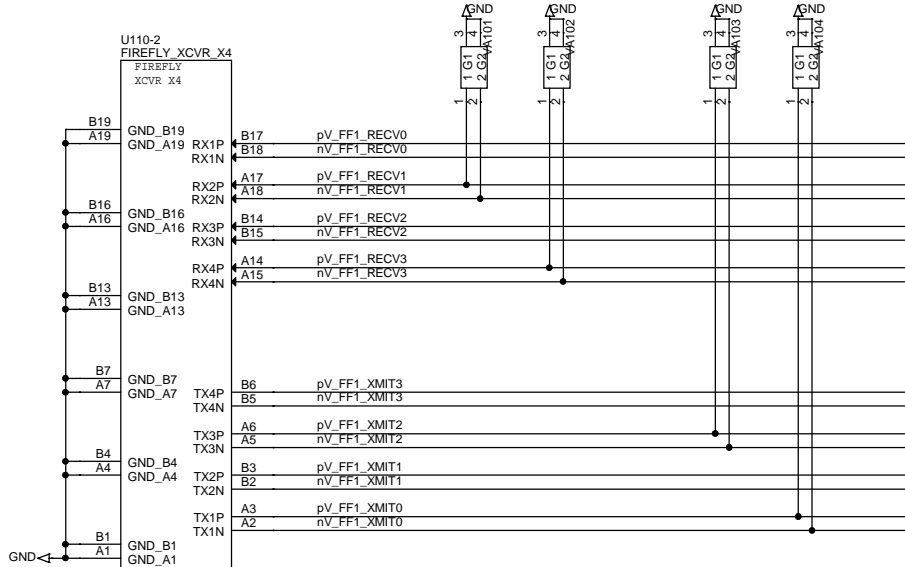 GND GND GND GND
3 4 3 4 3 4 3 4
VA101 VA102 VA103 VA104
1 G1 1 G1 1 G1 1 G1
2 G2 2 G2 2 G2 2 G2
1 2 1 2 1 2 1 2
U110-2
FIREFLY_XCVR_X4
FIREFLY
XCVR X4
B19 GND_B19
A19 GND_A19 RX1P B17 pV_FF1_RECV0
RX1N B18 nV_FF1_RECV0
RX2P A17 pV_FF1_RECV1
RX2N A18 nV_FF1_RECV1
B16 GND_B16
A16 GND_A16 RX3P B14 pV_FF1_RECV2
RX3N B15 nV_FF1_RECV2
RX4P A14 pV_FF1_RECV3
RX4N A15 nV_FF1_RECV3
B13 GND_B13
A13 GND_A13
B7 GND_B7
A7 GND_A7 TX4P B6 pV_FF1_XMIT3
TX4N B5 nV_FF1_XMIT3
TX3P A6 pV_FF1_XMIT2
TX3N A5 nV_FF1_XMIT2
B4 GND_B4
A4 GND_A4 TX2P B3 pV_FF1_XMIT1
TX2N B2 nV_FF1_XMIT1
TX1P A3 pV_FF1_XMIT0
TX1N A2 nV_FF1_XMIT0
B1 GND_B1
GND A1 GND_A1